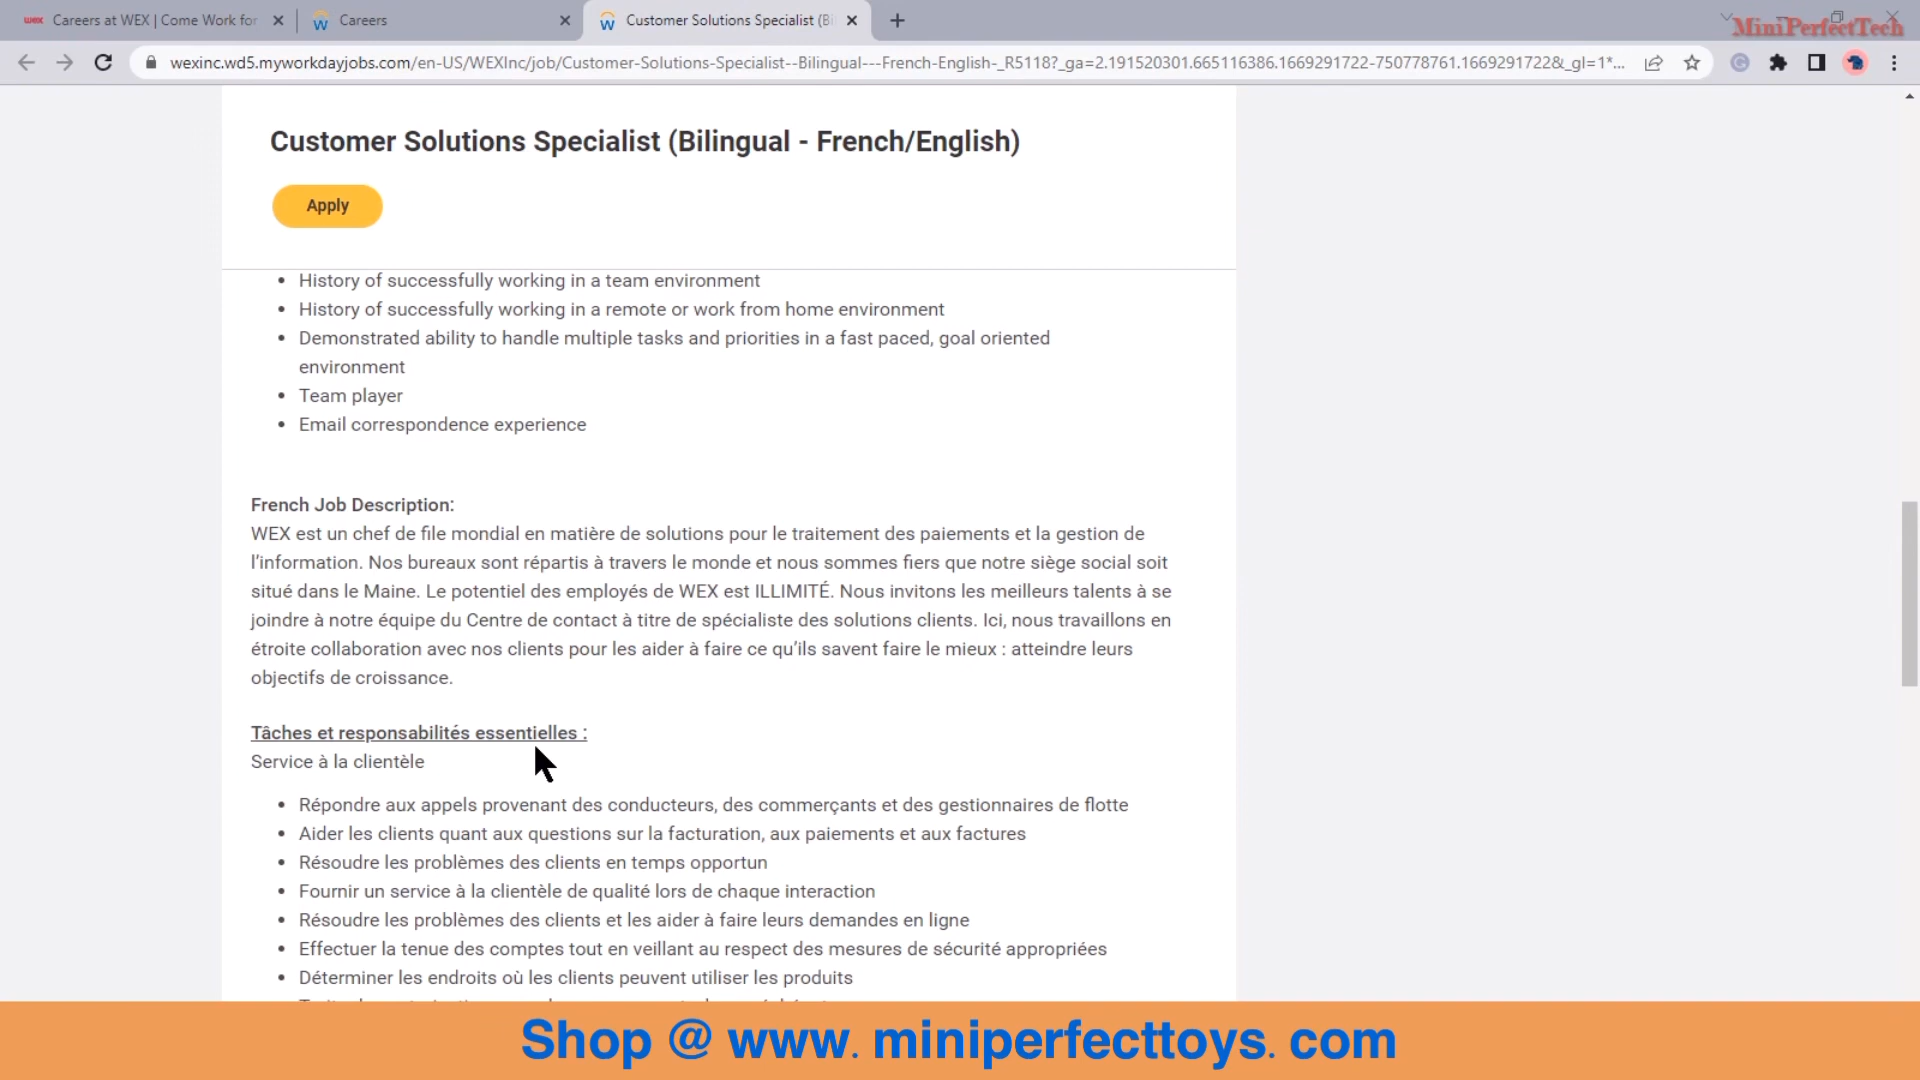 wex Careers at WEX | Come Work for
Careers
Customer Solutions Specialist (Bi
MiniPerfectTech
wexinc.wd5.myworkdayjobs.com/en-US/WEXInc/job/Customer-Solutions-Specialist--Bilingual---French-English-_R5118?_ga=2.191520301.665116386.1669291722-750778761.1669291722&_gl=1*...
Customer Solutions Specialist (Bilingual - French/English)
Apply
• History of successfully working in a team environment
• History of successfully working in a remote or work from home environment
• Demonstrated ability to handle multiple tasks and priorities in a fast paced, goal oriented
environment
• Team player
• Email correspondence experience
French Job Description:
WEX est un chef de file mondial en matière de solutions pour le traitement des paiements et la gestion de
l’information. Nos bureaux sont répartis à travers le monde et nous sommes fiers que notre siège social soit
situé dans le Maine. Le potentiel des employés de WEX est ILLIMITÉ. Nous invitons les meilleurs talents à se
joindre à notre équipe du Centre de contact à titre de spécialiste des solutions clients. Ici, nous travaillons en
étroite collaboration avec nos clients pour les aider à faire ce qu’ils savent faire le mieux : atteindre leurs
objectifs de croissance.
Tâches et responsabilités essentielles :
Service à la clientèle
• Répondre aux appels provenant des conducteurs, des commerçants et des gestionnaires de flotte
• Aider les clients quant aux questions sur la facturation, aux paiements et aux factures
• Résoudre les problèmes des clients en temps opportun
• Fournir un service à la clientèle de qualité lors de chaque interaction
• Résoudre les problèmes des clients et les aider à faire leurs demandes en ligne
• Effectuer la tenue des comptes tout en veillant au respect des mesures de sécurité appropriées
• Déterminer les endroits où les clients peuvent utiliser les produits
Shop @ www. miniperfecttoys. com